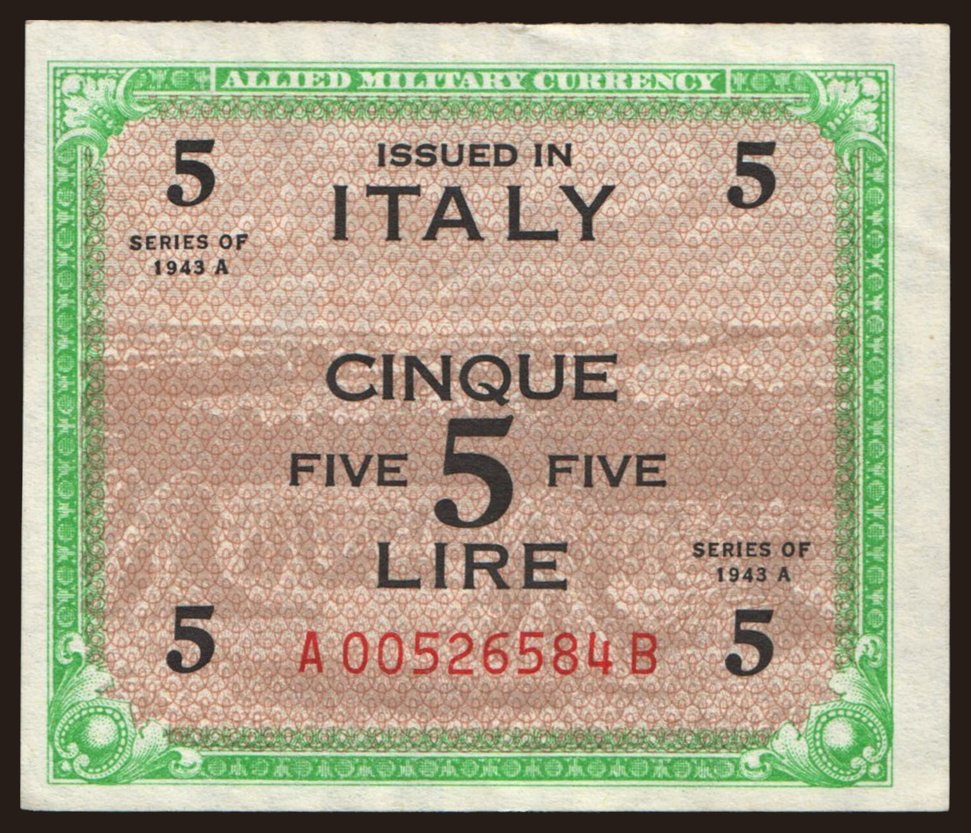 ALLIED MILITARY CURRENCY
5 ISSUED IN 5
ITALY
SERIES OF
1943 A
CINQUE
FIVE 5 FIVE
LIRE
SERIES OF
1943 A
5 A00526584B 5